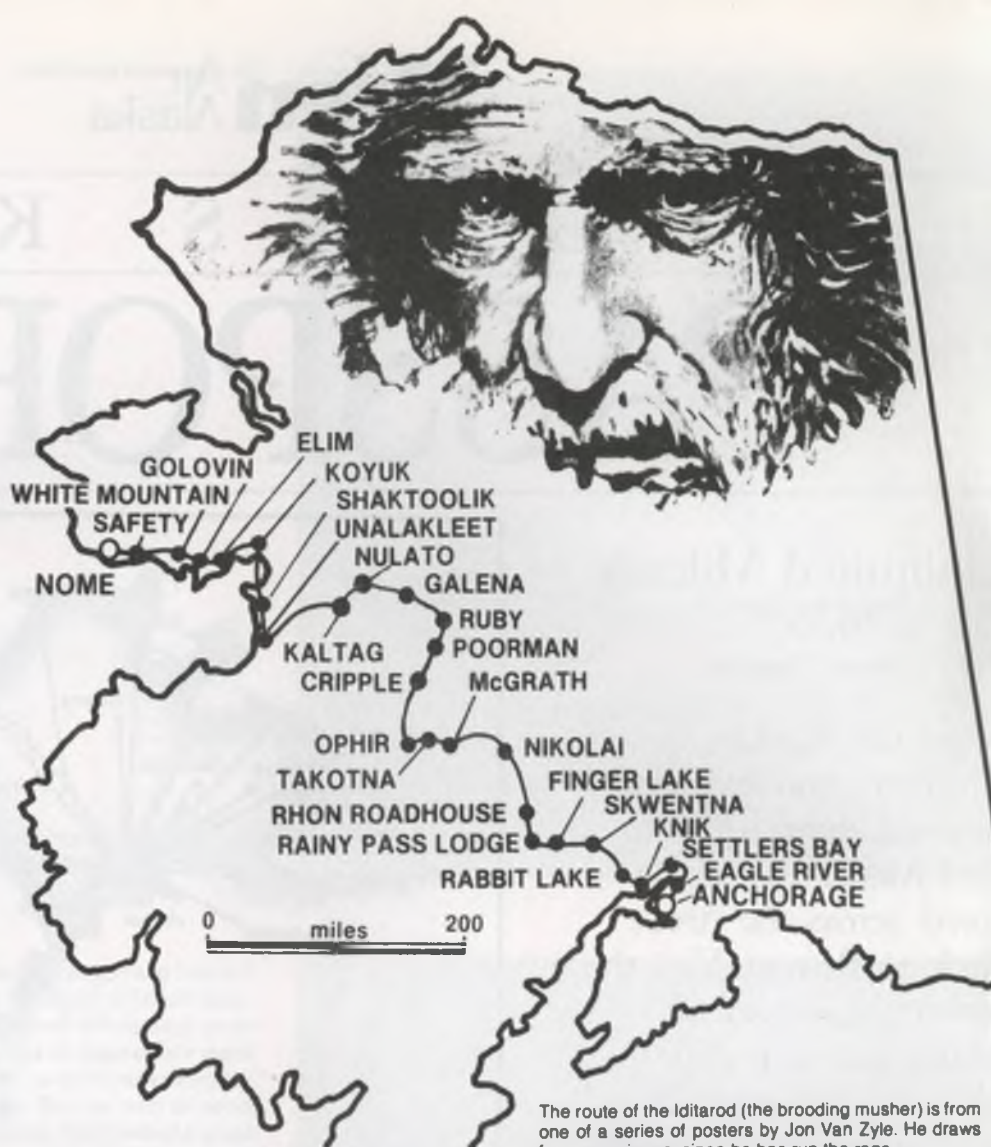 ELIM
GOLOVIN
KOYUK
WHITE MOUNTAIN
SHAKTOOLIK
SAFETY
UNALAKLEET
NULATO
NOME
GALENA
RUBY
KALTAG
POORMAN
CRIPPLE
McGRATH
OPHIR
NIKOLAI
TAKOTNA
FINGER LAKE
RHON ROADHOUSE
SKWENTNA
RAINY PASS LODGE
KNIK
SETTLERS BAY
RABBIT LAKE
EAGLE RIVER
ANCHORAGE
0 miles 200
The route of the Iditarod (the brooding musher) is from
one of a series of posters by Jon Van Zyle. He draws